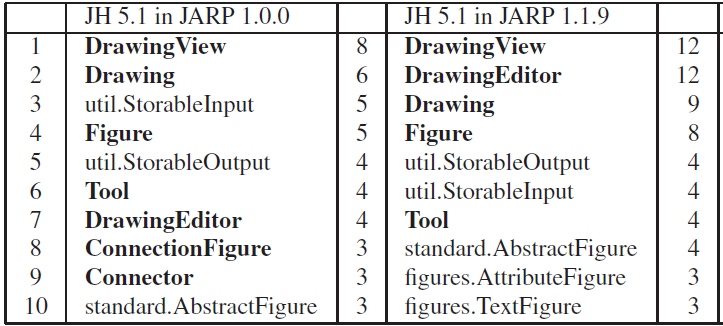 JH 5.1 in JARP 1.0.0 JH 5.1 in JARP 1.1.9
1 DrawingView 8 DrawingView 12
2 Drawing 6 DrawingEditor 12
3 util.StorableInput 5 Drawing 9
4 Figure 5 Figure 8
5 util.StorableOutput 4 util.StorableOutput 4
6 Tool 4 util.StorableInput 4
7 DrawingEditor 4 Tool 4
8 ConnectionFigure 3 standard.AbstractFigure 4
9 Connector 3 figures.AttributeFigure 3
10 standard.AbstractFigure 3 figures.TextFigure 3